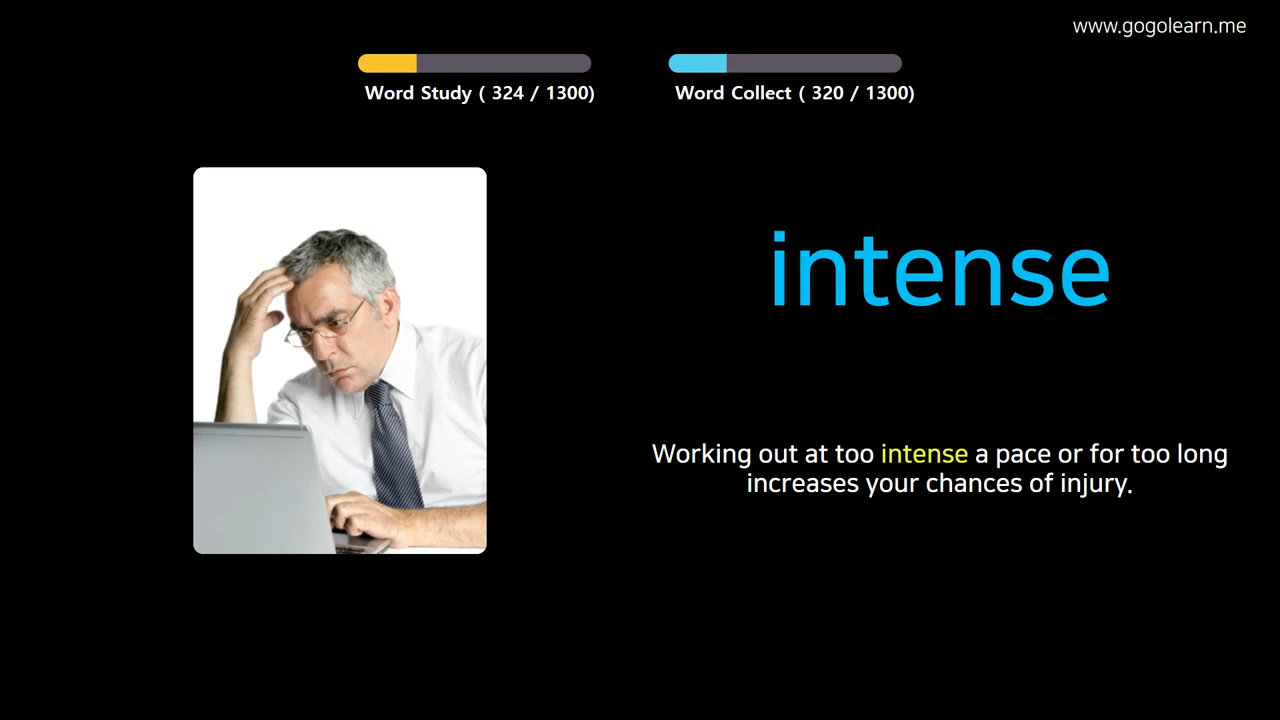 www.gogolearn.me
Word Study ( 324 / 1300)
Word Collect ( 320 / 1300)
intense
Working out at too intense a pace or for too long
increases your chances of injury.